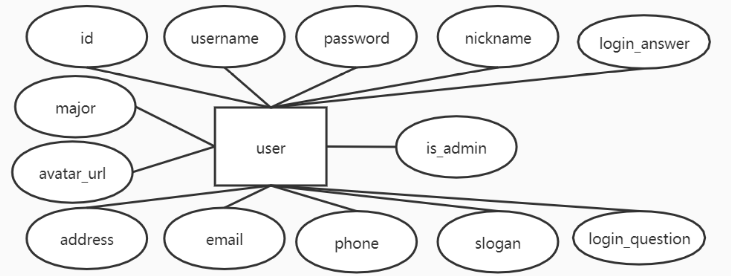 id
username
password
nickname
login_answer
major
user
is_admin
avatar_url
address
email
phone
slogan
login_question